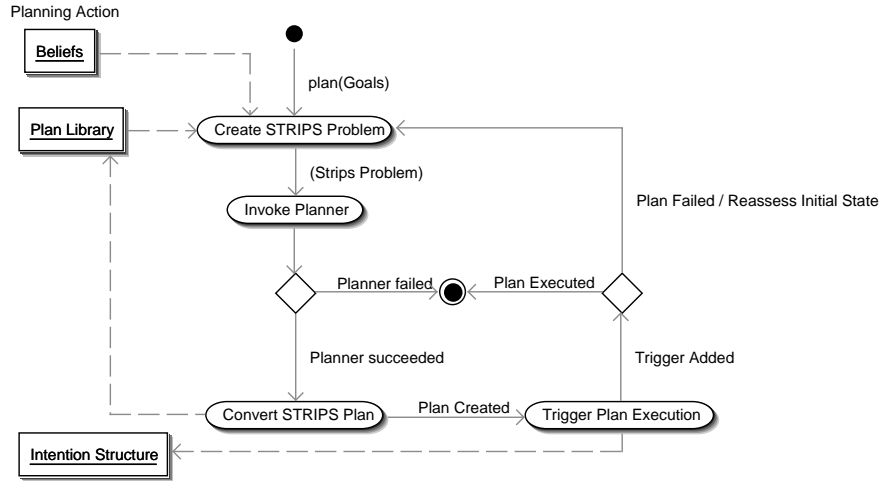 Planning Action
Beliefs
plan(Goals)
Plan Library
Create STRIPS Problem
(Strips Problem)
Invoke Planner
Plan Failed / Reassess Initial State
Planner failed
Plan Executed
Planner succeeded
Trigger Added
Convert STRIPS Plan
Plan Created
Trigger Plan Execution
Intention Structure